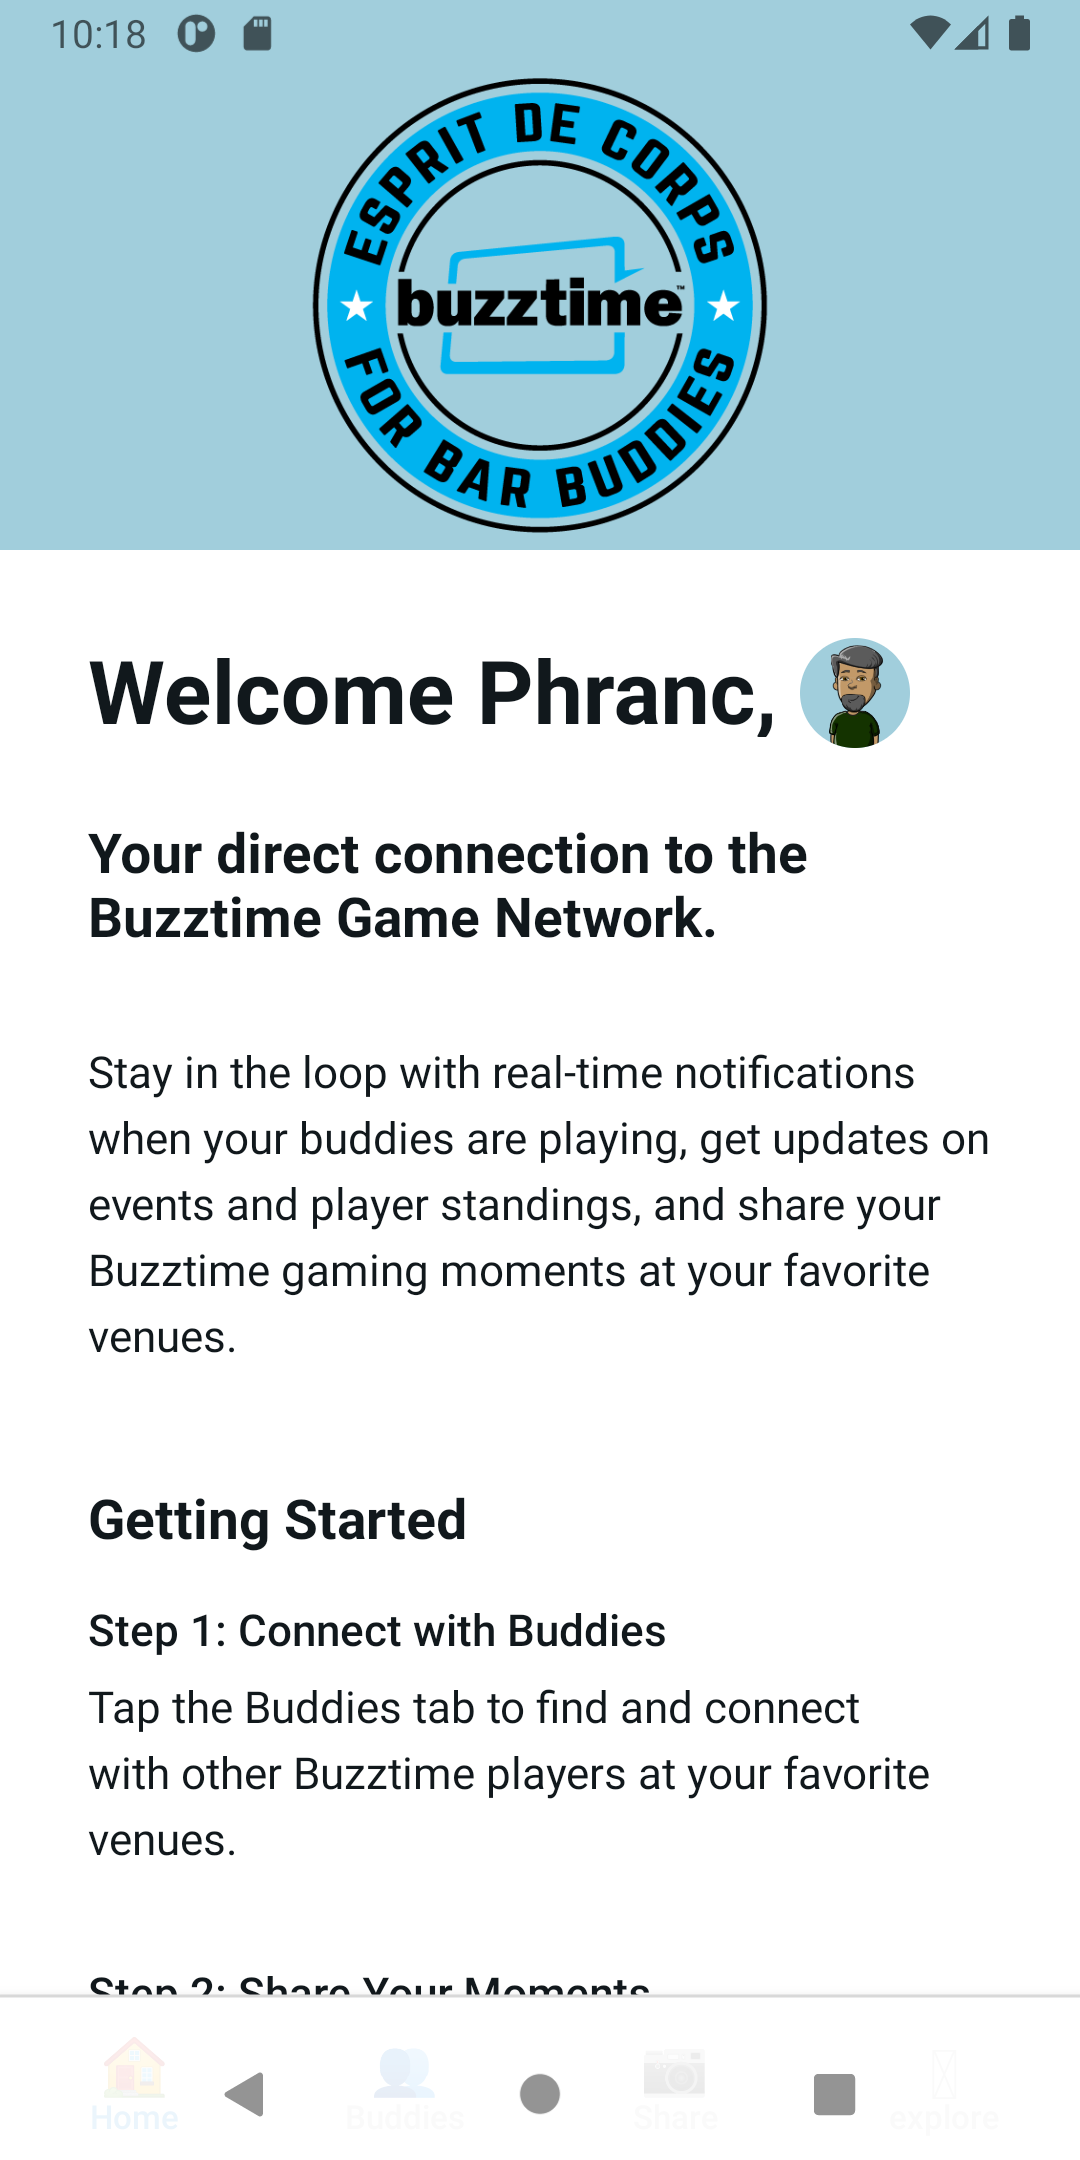 10:18
ESPRIT DE CORPS
buzztime™
FOR BAR BUDDIES
Welcome Phranc,
Your direct connection to the
Buzztime Game Network.
Stay in the loop with real-time notifications
when your buddies are playing, get updates on
events and player standings, and share your
Buzztime gaming moments at your favorite
venues.
Getting Started
Step 1: Connect with Buddies
Tap the Buddies tab to find and connect
with other Buzztime players at your favorite
venues.
Step 2: Share Your Moments
Home
Buddies
Share
explore